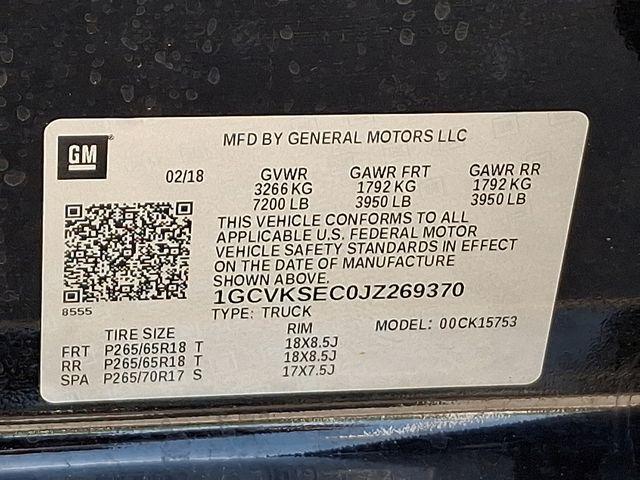 GM
MFD BY GENERAL MOTORS LLC
02/18 GVWR GAWR FRT GAWR RR
3266 KG 1792 KG 1792 KG
7200 LB 3950 LB 3950 LB
THIS VEHICLE CONFORMS TO ALL
APPLICABLE U.S. FEDERAL MOTOR
VEHICLE SAFETY STANDARDS IN EFFECT
ON THE DATE OF MANUFACTURE
SHOWN ABOVE.
8555
1GCVKSEC0JZ269370
TYPE: TRUCK
TIRE SIZE RIM MODEL: 00CK15753
FRT P265/65R18 T 18X8.5J
RR P265/65R18 T 18X8.5J
SPA P265/70R17 S 17X7.5J